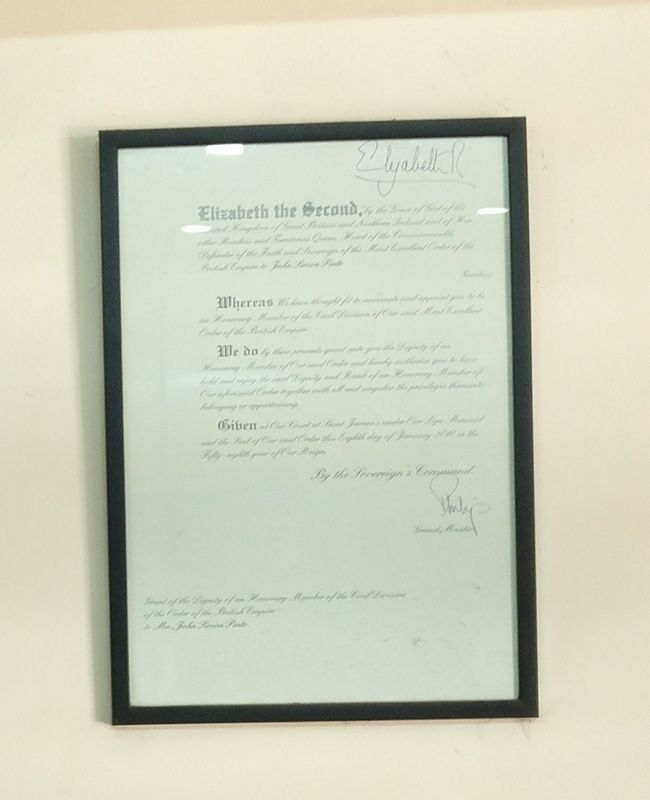 Elizabeth R
Elizabeth the Second, by the Grace of God of the
United Kingdom of Great Britain and Northern Ireland and of Her
other Realms and Territories Queen, Head of the Commonwealth,
Defender of the Faith and Sovereign of the Most Excellent Order of the
British Empire to John Simon Pinto
Greeting
Whereas We have thought fit to nominate and appoint you to be
an Honorary Member of the Civil Division of Our said Most Excellent
Order of the British Empire
We do by these presents grant unto you the Dignity of an
Honorary Member of Our said Order and hereby authorise you to have
hold and enjoy the said Dignity and Rank of an Honorary Member of
Our aforesaid Order together with all and singular the privileges thereunto
belonging or appertaining.
Given at Our Court at Saint James's under Our Sign Manual
and the Seal of Our said Order this Eighth day of January 2010 in the
Fifty-eighth year of Our Reign.
By the Sovereign's Command.
Philip
Grand Master
Grant of the Dignity of an Honorary Member of the Civil Division
of the Order of the British Empire
to Mr. John Simon Pinto